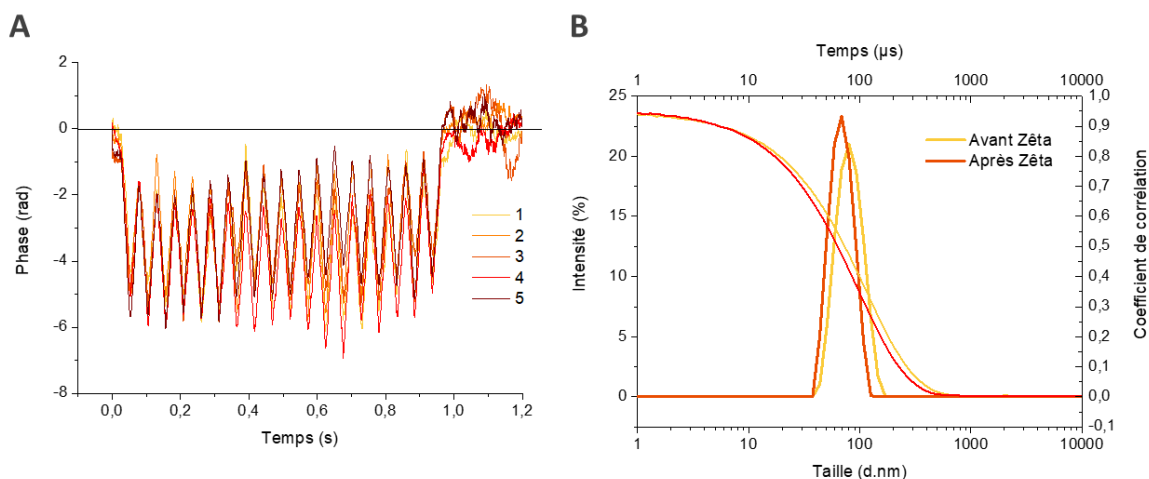 A
B
2
0
-2
-4
-6
-8
Phase (rad)
1
2
3
4
5
0,0 0,2 0,4 0,6 0,8 1,0 1,2
Temps (s)
Temps (µs)
1 10 100 1000 10000
25
20
15
10
5
0
Intensité (%)
Avant Zêta
Après Zêta
1,0
0,9
0,8
0,7
0,6
0,5
0,4
0,3
0,2
0,1
0,0
-0,1
Coefficient de corrélation
1 10 100 1000 10000
Taille (d.nm)